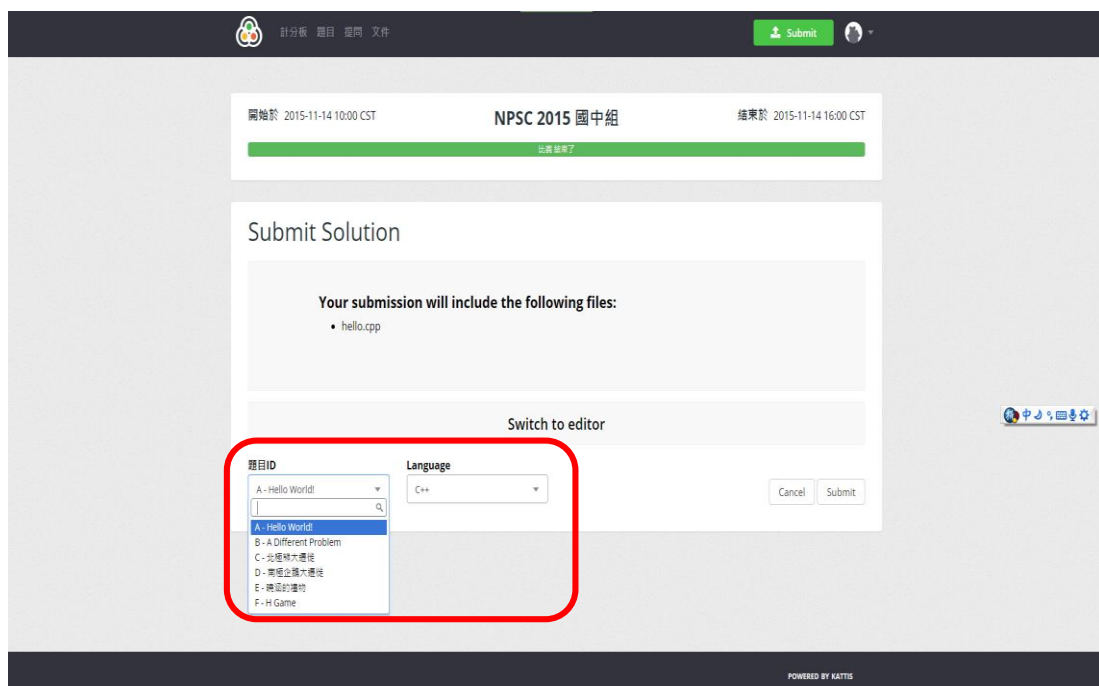 計分板 題目 提問 文件
Submit
開始於 2015-11-14 10:00 CST
NPSC 2015 國中組
結束於 2015-11-14 16:00 CST
比賽結束了
Submit Solution
Your submission will include the following files:
• hello.cpp
Switch to editor
中
題目ID
Language
A - Hello World!
C++
Cancel
Submit
A - Hello World!
B - A Different Problem
C - 北極熊大遷徙
D - 南極企鵝大遷徙
E - 的禮物
F - H Game
POWERED BY KATTIS